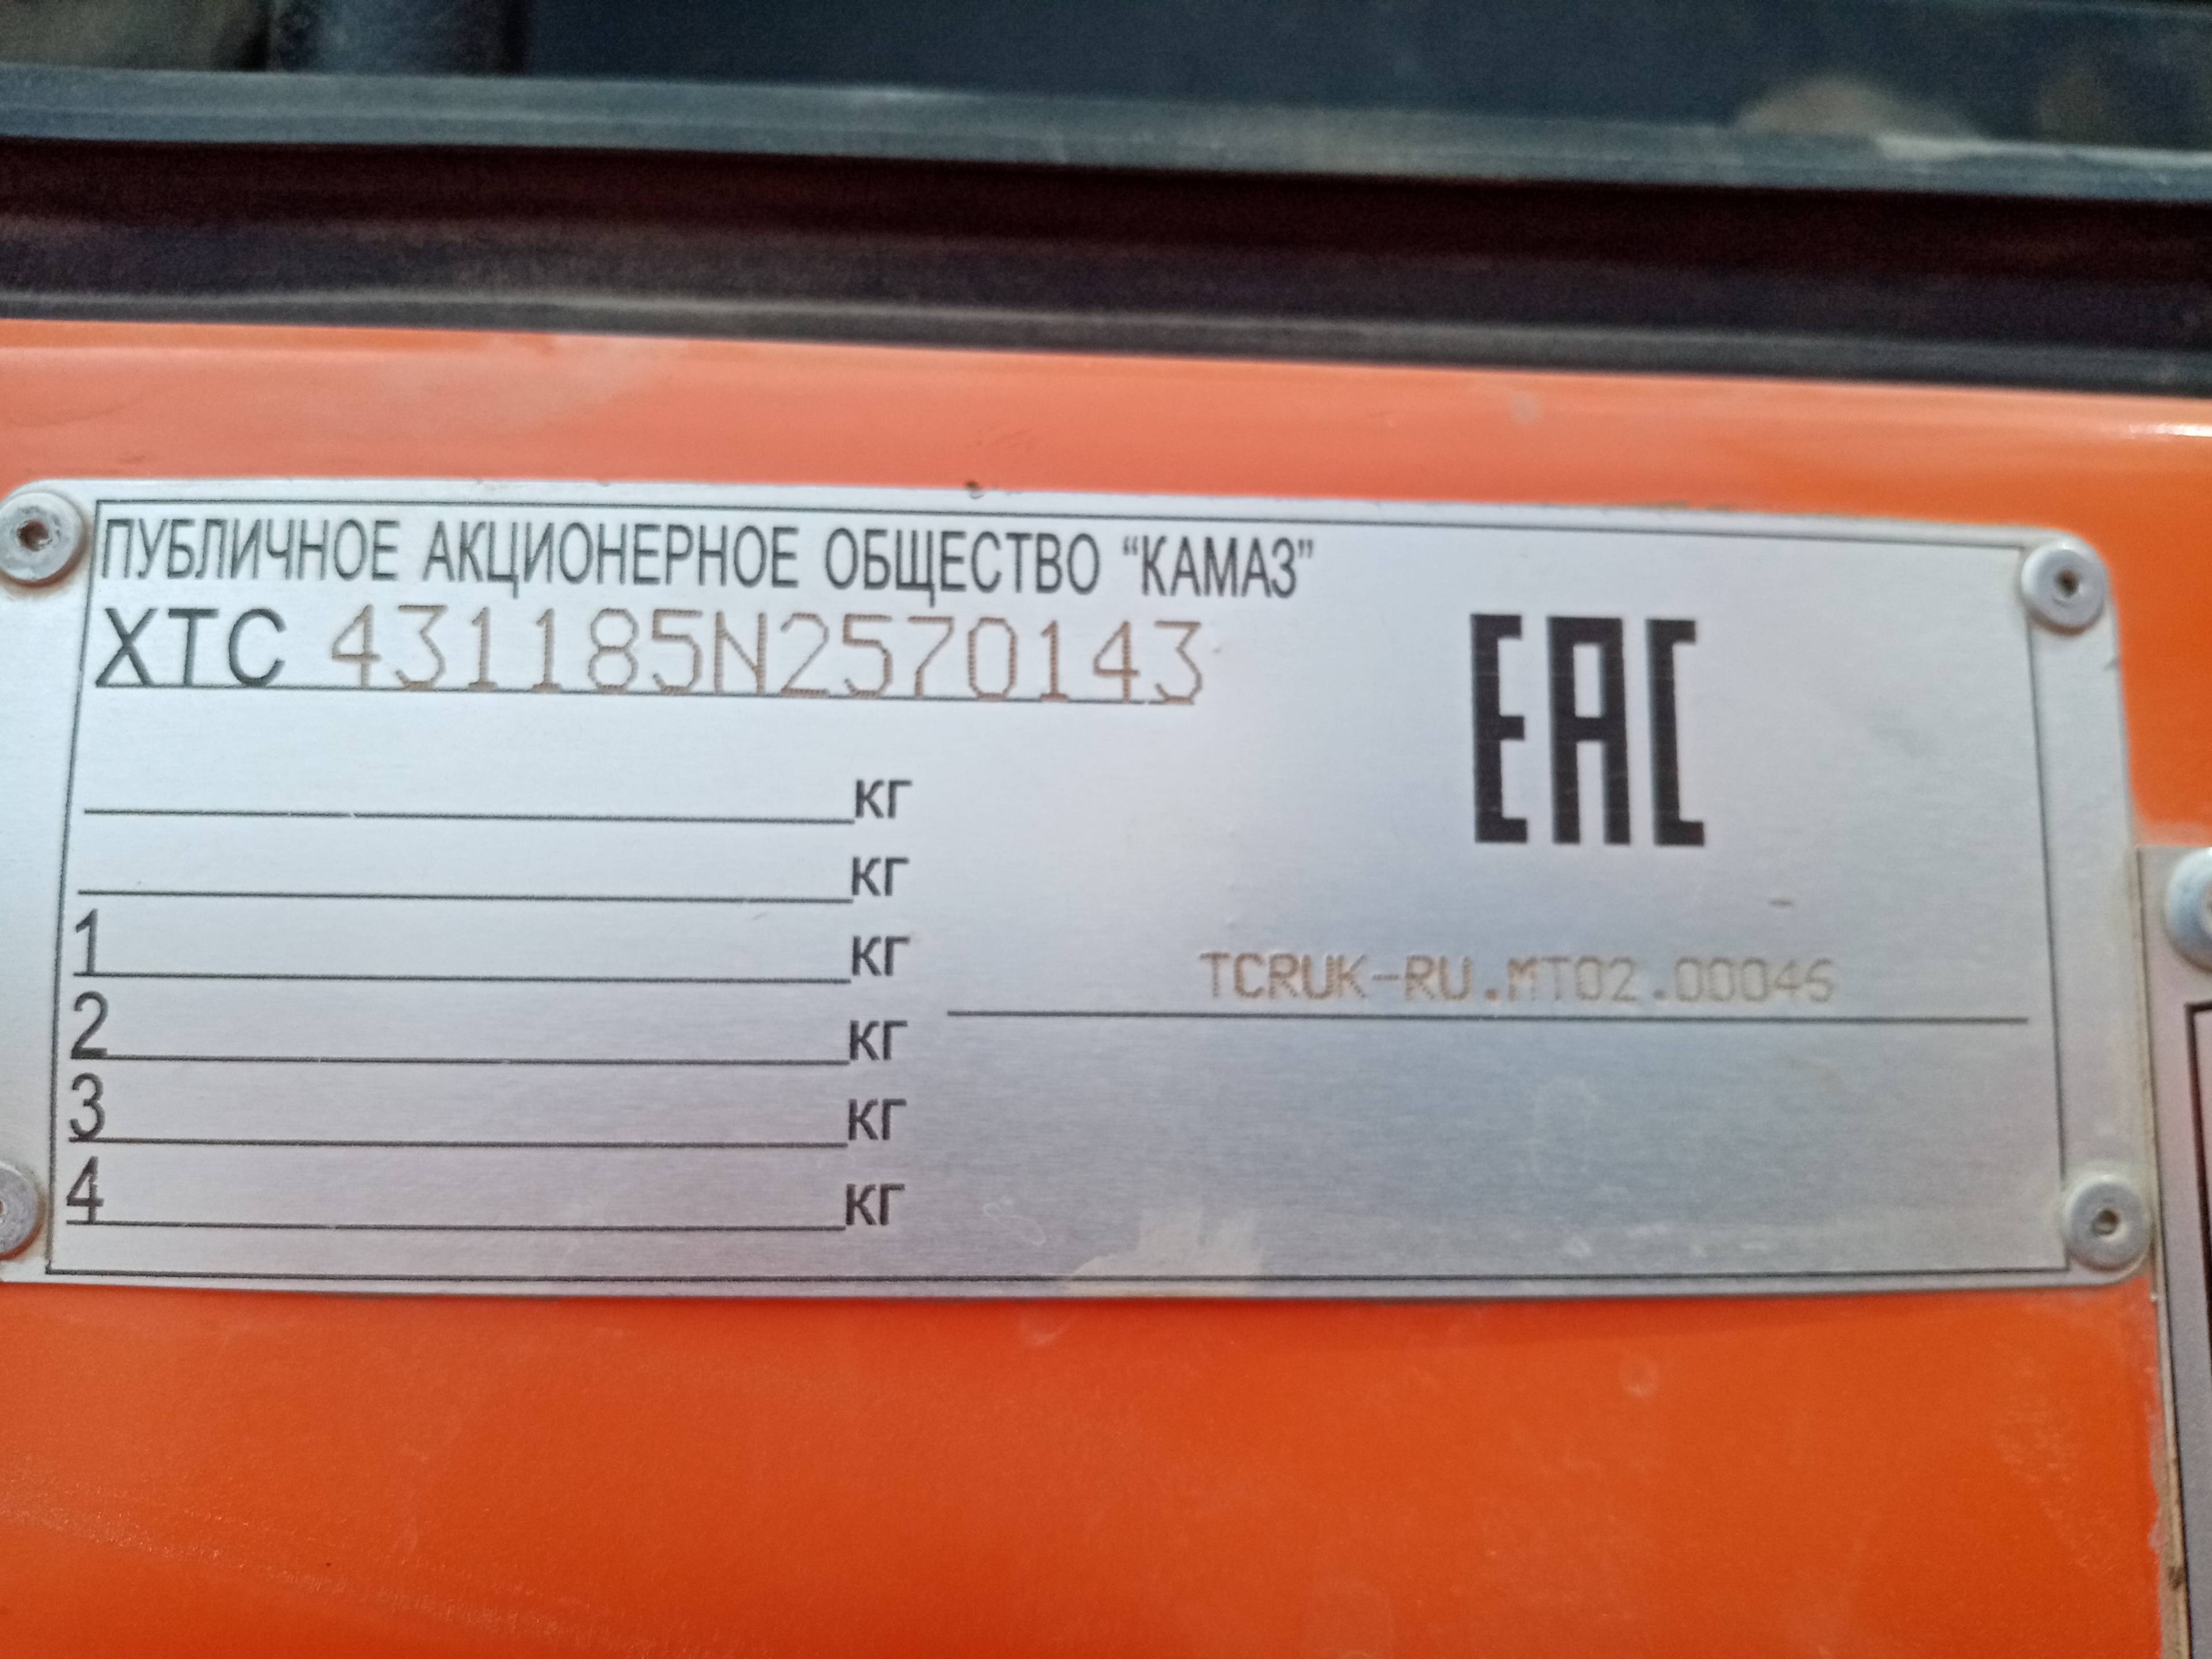 ПУБЛИЧНОЕ АКЦИОНЕРНОЕ ОБЩЕСТВО “КАМАЗ”
XTC 431185N2570143
EAC
КГ
КГ
1 КГ
TCRUK-RU.MT02.00046
2 КГ
3 КГ
4 КГ